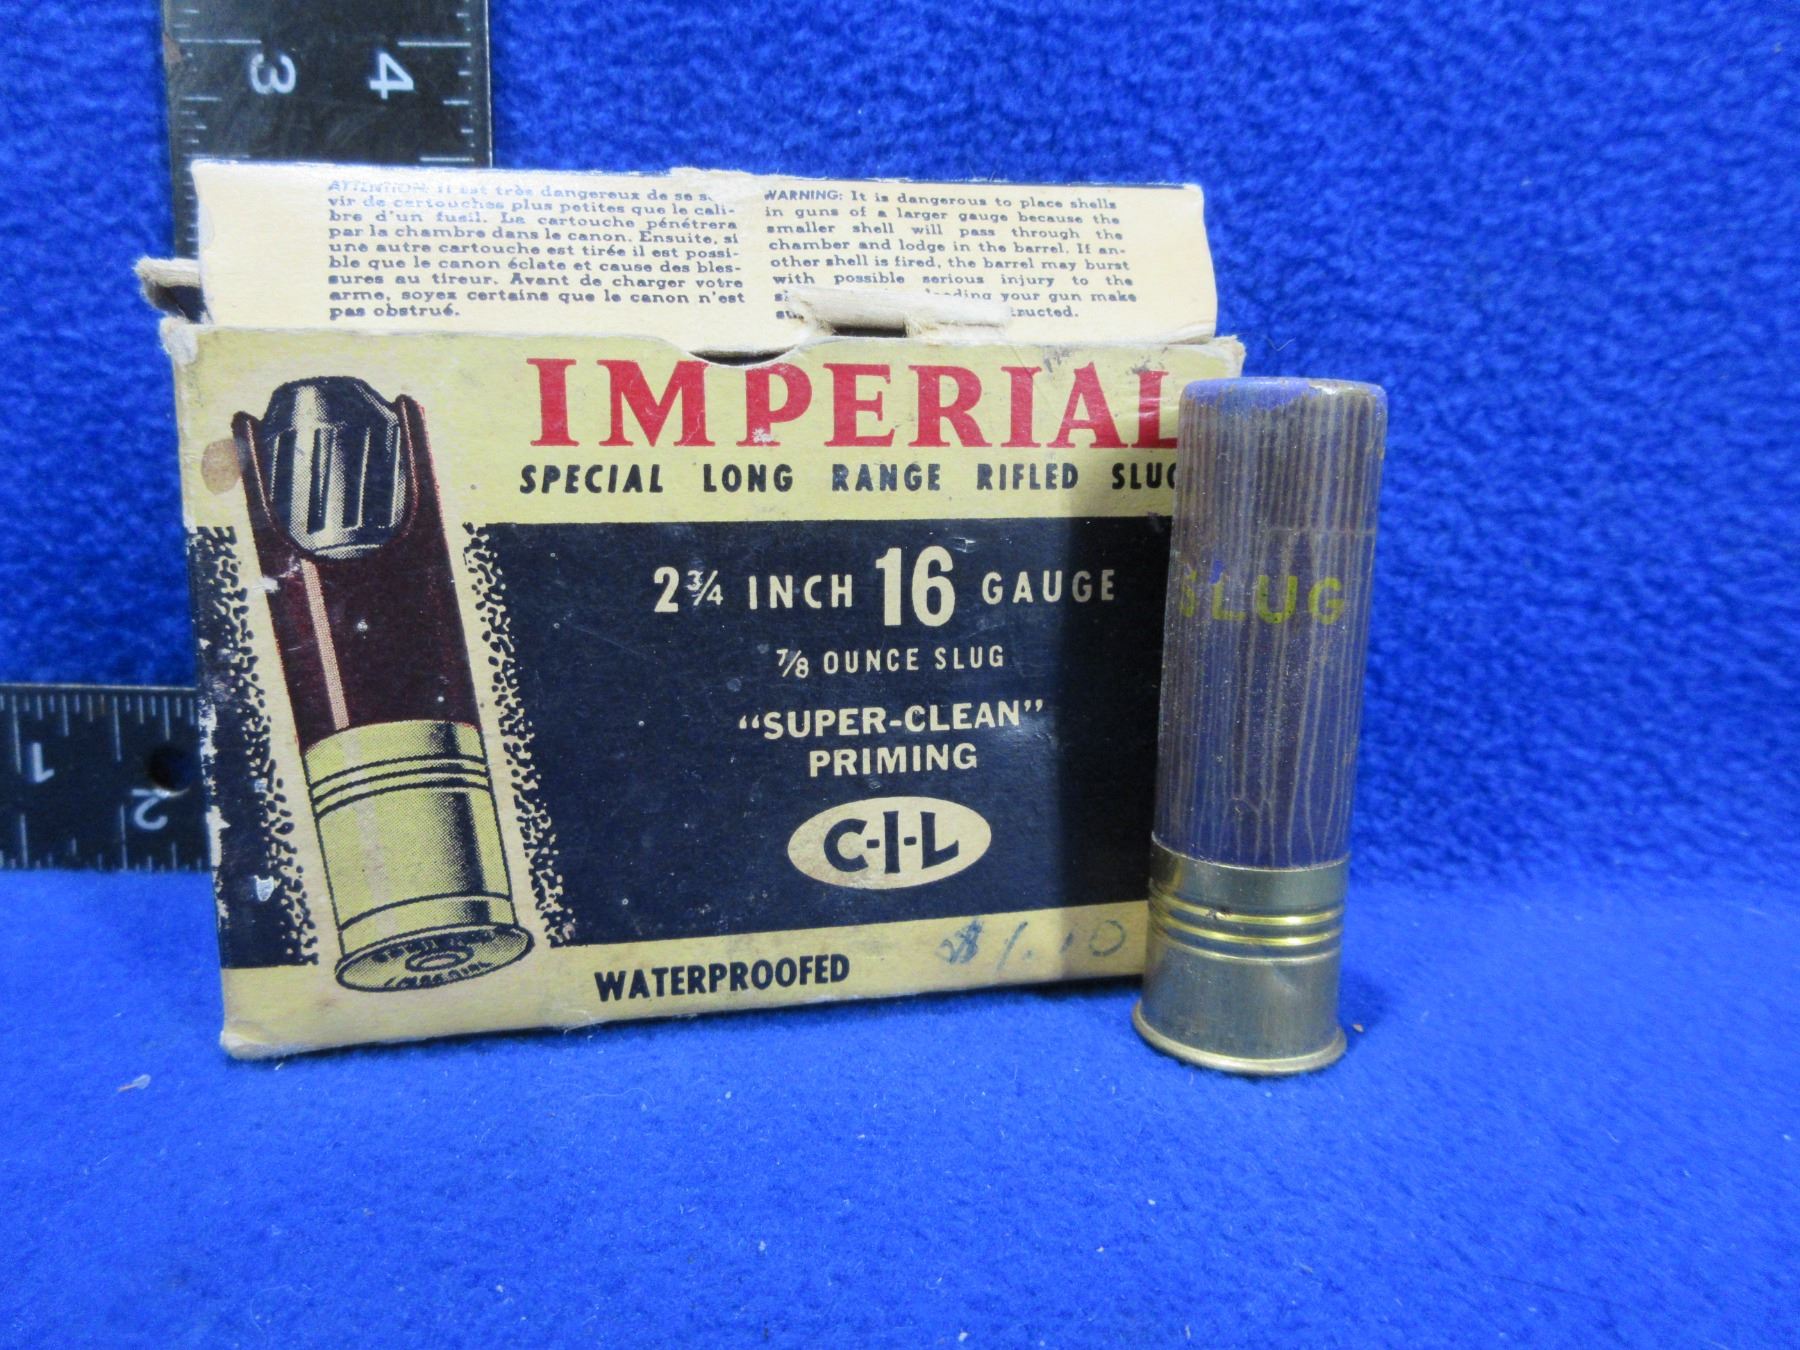 3 4
ATTENTION: Il est très dangereux de se
vir de cartouches plus petites que le cali-
bre d'un fusil. La cartouche pénétrera
par la chambre dans le canon. Ensuite, si
une autre cartouche est tirée il est possi-
ble que le canon éclate et cause des bles-
sures au tireur. Avant de charger votre
arme, soyez certains que le canon n'est
pas obstrué.
WARNING: It is dangerous to place shells
in guns of a larger gauge because the
smaller shell will pass through the
chamber and lodge in the barrel. If an-
other shell is fired, the barrel may burst
with possible serious injury to the
your gun make
IMPERIAL
SPECIAL LONG RANGE RIFLED SLUG
2¾ INCH 16 GAUGE
⅞ OUNCE SLUG
"SUPER-CLEAN"
PRIMING
C-I-L
WATERPROOFED
$1.10
IMPERIAL
SLUG
1 2